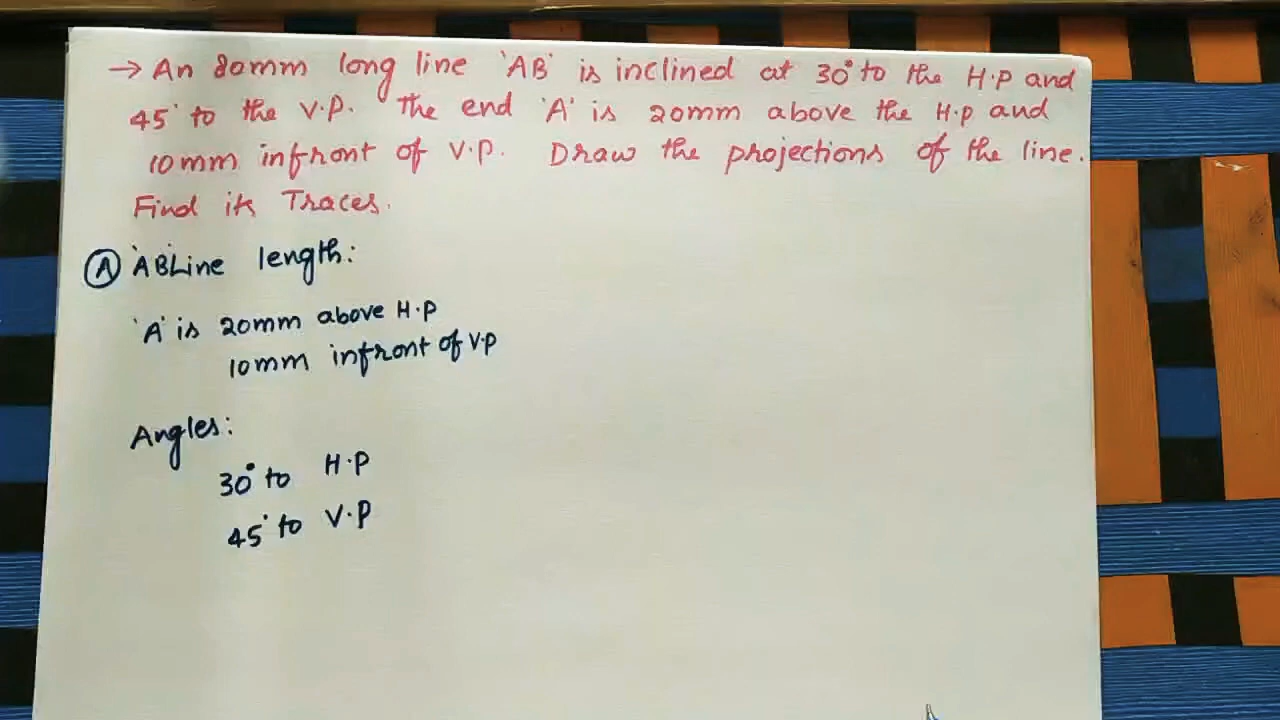 → An 80mm long line 'AB' is inclined at 30° to the H.P and
45° to the V.P. The end 'A' is 20mm above the H.P and
10mm infront of V.P. Draw the projections of the line.
Find its Traces.
Ⓐ 'AB'Line length:
'A' is 20mm above H.P
10mm infront of V.P
Angles:
30° to H.P
45° to V.P